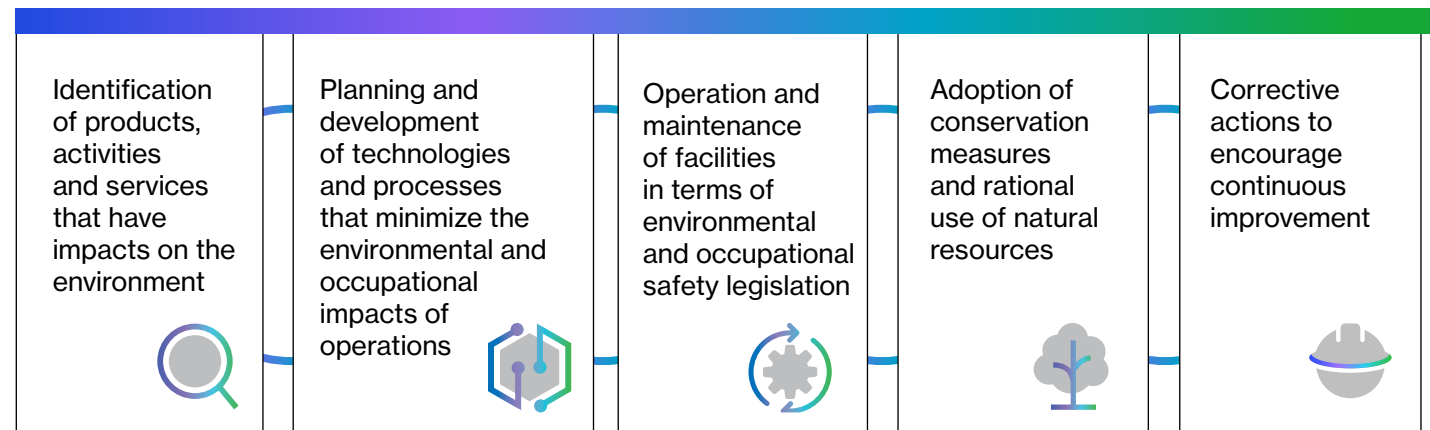 Identification
of products,
activities
and services
that have
impacts on the
environment
Planning and
development
of technologies
and processes
that minimize the
environmental and
occupational
impacts of
operations
Operation and
maintenance
of facilities
in terms of
environmental
and occupational
safety legislation
Adoption of
conservation
measures
and rational
use of natural
resources
Corrective
actions to
encourage
continuous
improvement